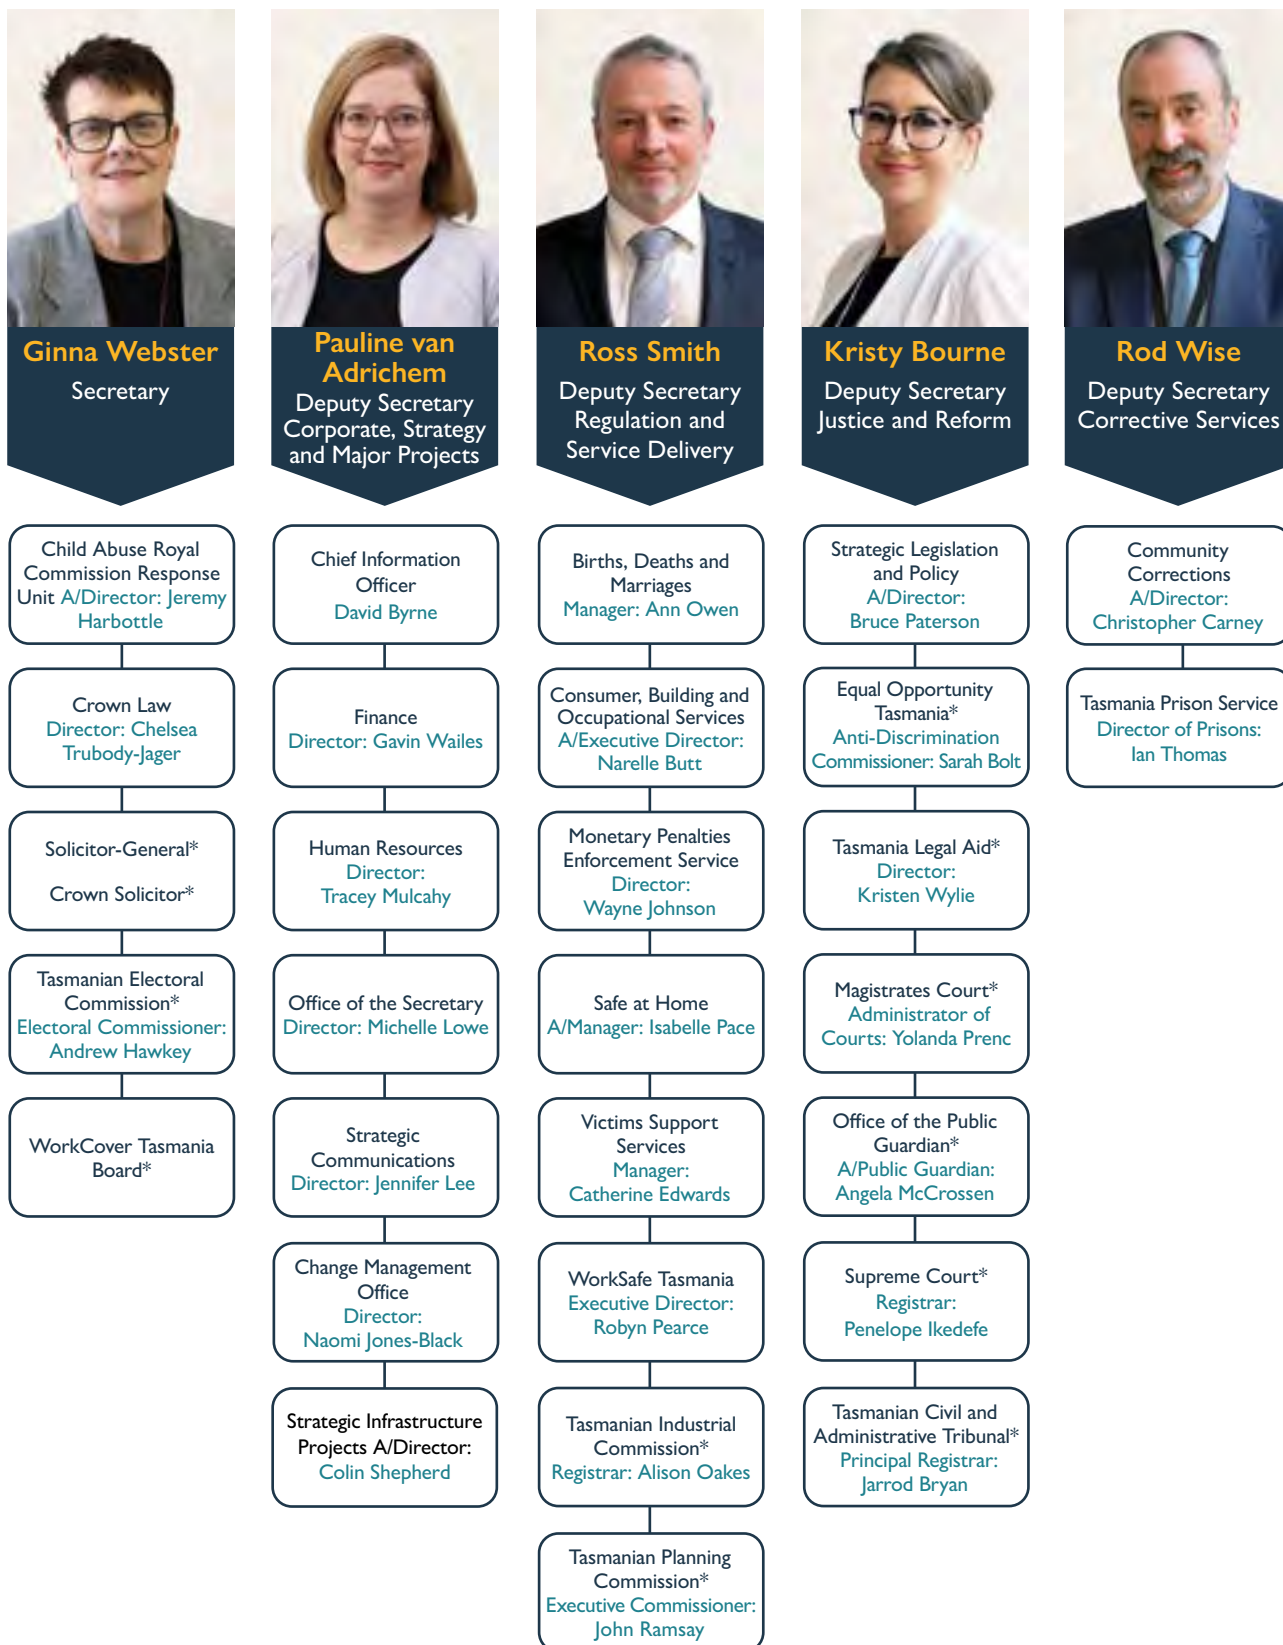 Ginna Webster
Secretary
Child Abuse Royal
Commission Response
Unit A/Director: Jeremy
Harbottle
Crown Law
Director: Chelsea
Trubody-Jager
Solicitor-General*
Crown Solicitor*
Tasmanian Electoral
Commission*
Electoral Commissioner:
Andrew Hawkey
WorkCover Tasmania
Board*
Pauline van
Adrichem
Deputy Secretary
Corporate, Strategy
and Major Projects
Chief Information
Officer
David Byrne
Finance
Director: Gavin Wailes
Human Resources
Director:
Tracey Mulcahy
Office of the Secretary
Director: Michelle Lowe
Strategic
Communications
Director: Jennifer Lee
Change Management
Office
Director:
Naomi Jones-Black
Strategic Infrastructure
Projects A/Director:
Colin Shepherd
Ross Smith
Deputy Secretary
Regulation and
Service Delivery
Births, Deaths and
Marriages
Manager: Ann Owen
Consumer, Building and
Occupational Services
A/Executive Director:
Narelle Butt
Monetary Penalties
Enforcement Service
Director:
Wayne Johnson
Safe at Home
A/Manager: Isabelle Pace
Victims Support
Services
Manager:
Catherine Edwards
WorkSafe Tasmania
Executive Director:
Robyn Pearce
Tasmanian Industrial
Commission*
Registrar: Alison Oakes
Tasmanian Planning
Commission*
Executive Commissioner:
John Ramsay
Kristy Bourne
Deputy Secretary
Justice and Reform
Strategic Legislation
and Policy
A/Director:
Bruce Paterson
Equal Opportunity
Tasmania*
Anti-Discrimination
Commissioner: Sarah Bolt
Tasmania Legal Aid*
Director:
Kristen Wylie
Magistrates Court*
Administrator of
Courts: Yolanda Prenc
Office of the Public
Guardian*
A/Public Guardian:
Angela McCrossen
Supreme Court*
Registrar:
Penelope Ikedefe
Tasmanian Civil and
Administrative Tribunal*
Principal Registrar:
Jarrod Bryan
Rod Wise
Deputy Secretary
Corrective Services
Community
Corrections
A/Director:
Christopher Carney
Tasmania Prison Service
Director of Prisons:
Ian Thomas